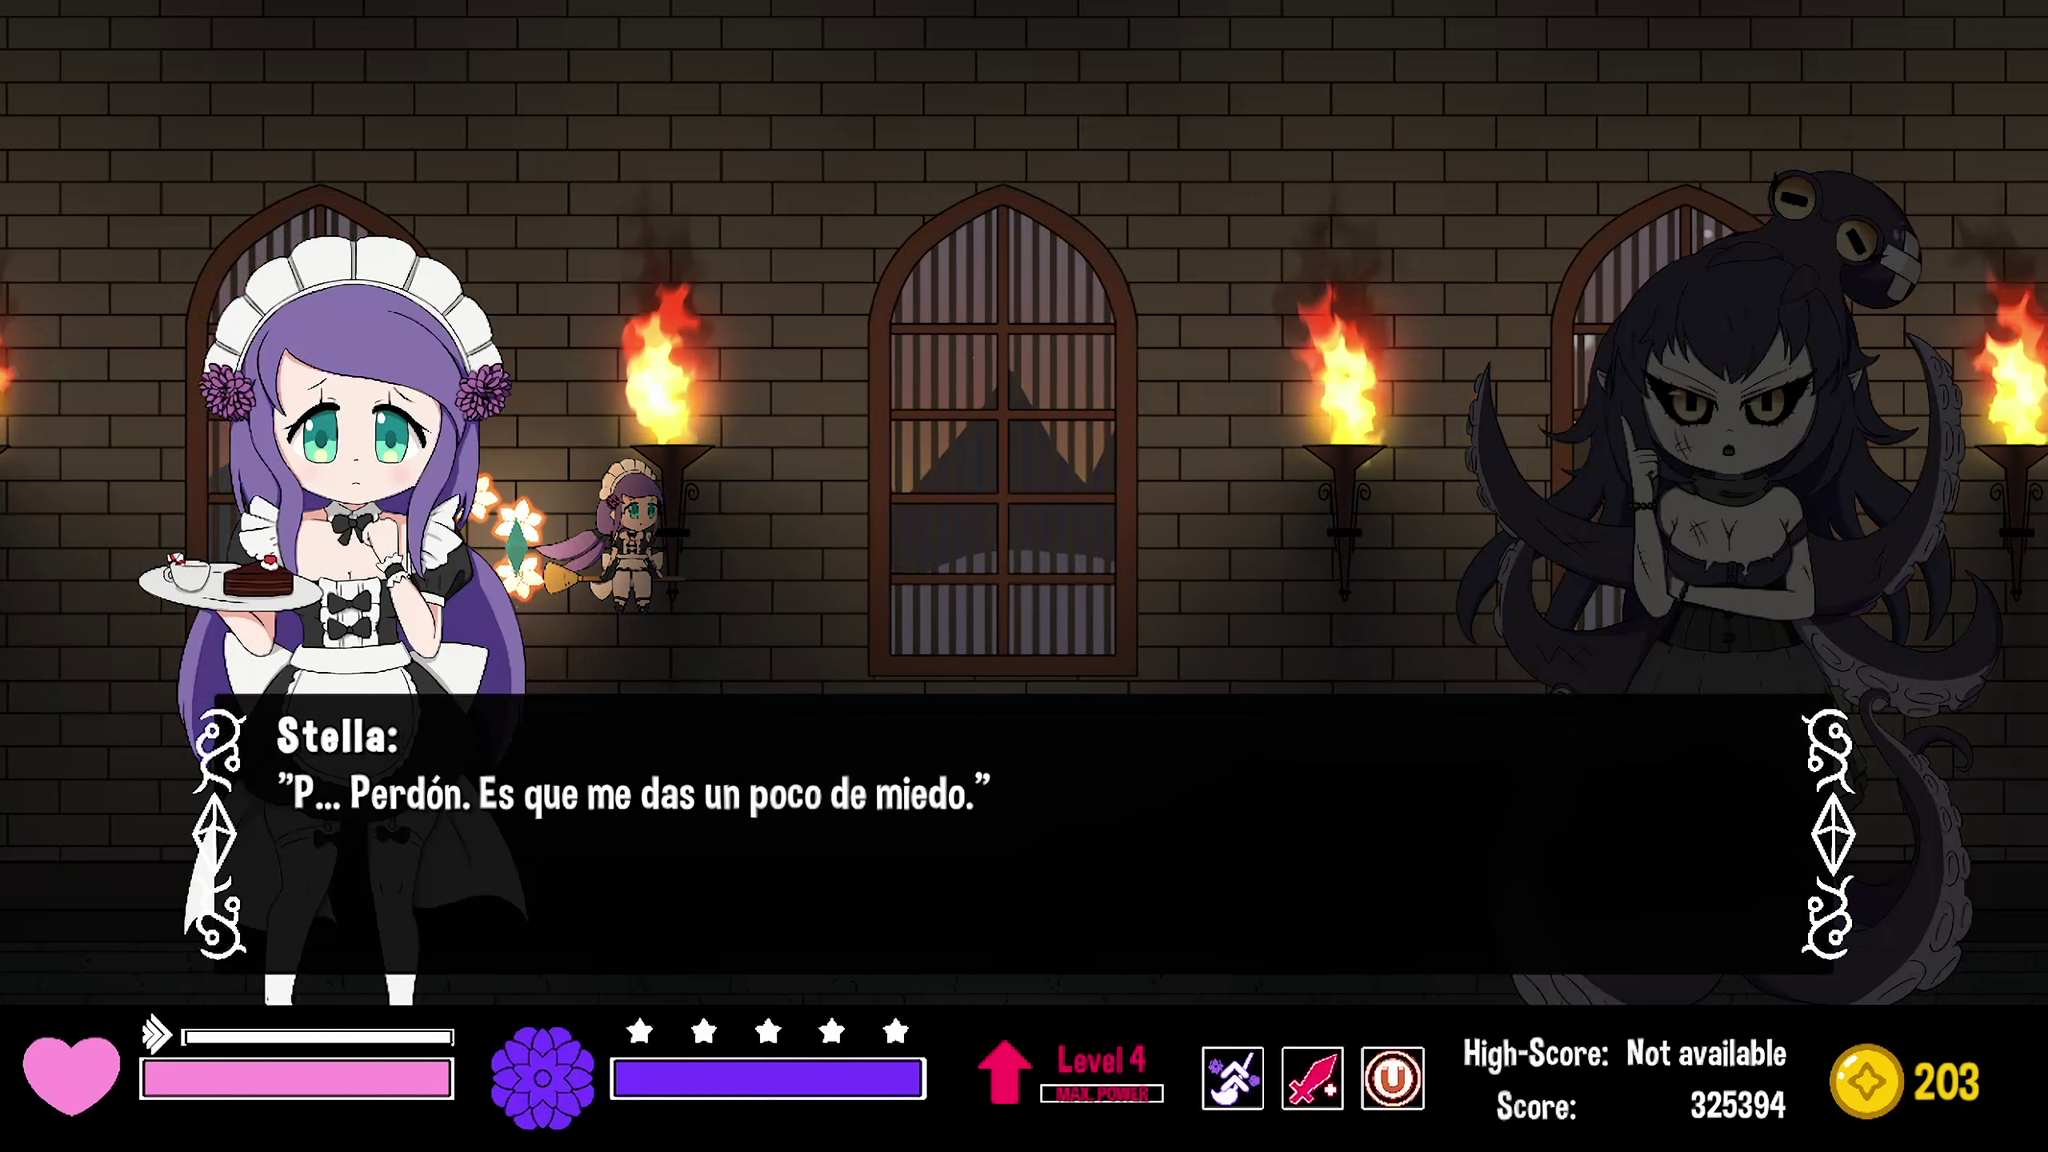 Stella:
"P... Perdón. Es que me das un poco de miedo."
Level 4
MAX. POWER
High-Score: Not available
Score: 325394
203